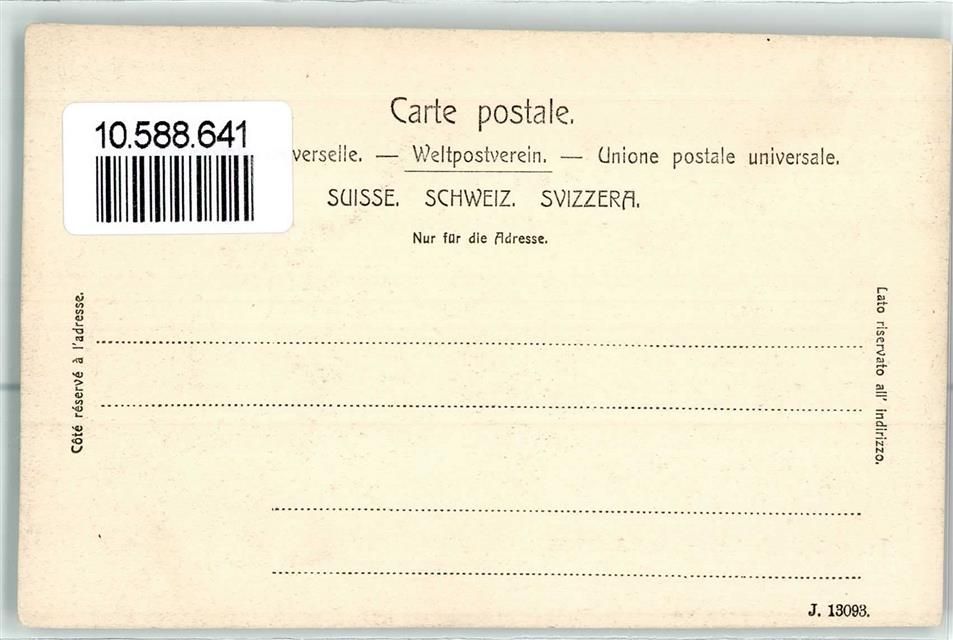 Carte postale.
10.588.641
verselle. — Weltpostverein. — Unione postale universale.
SUISSE. SCHWEIZ. SVIZZERA.
Nur für die Adresse.
Côté réservé à l'adresse.
Lato riservato all' indirizzo.
J. 13093.